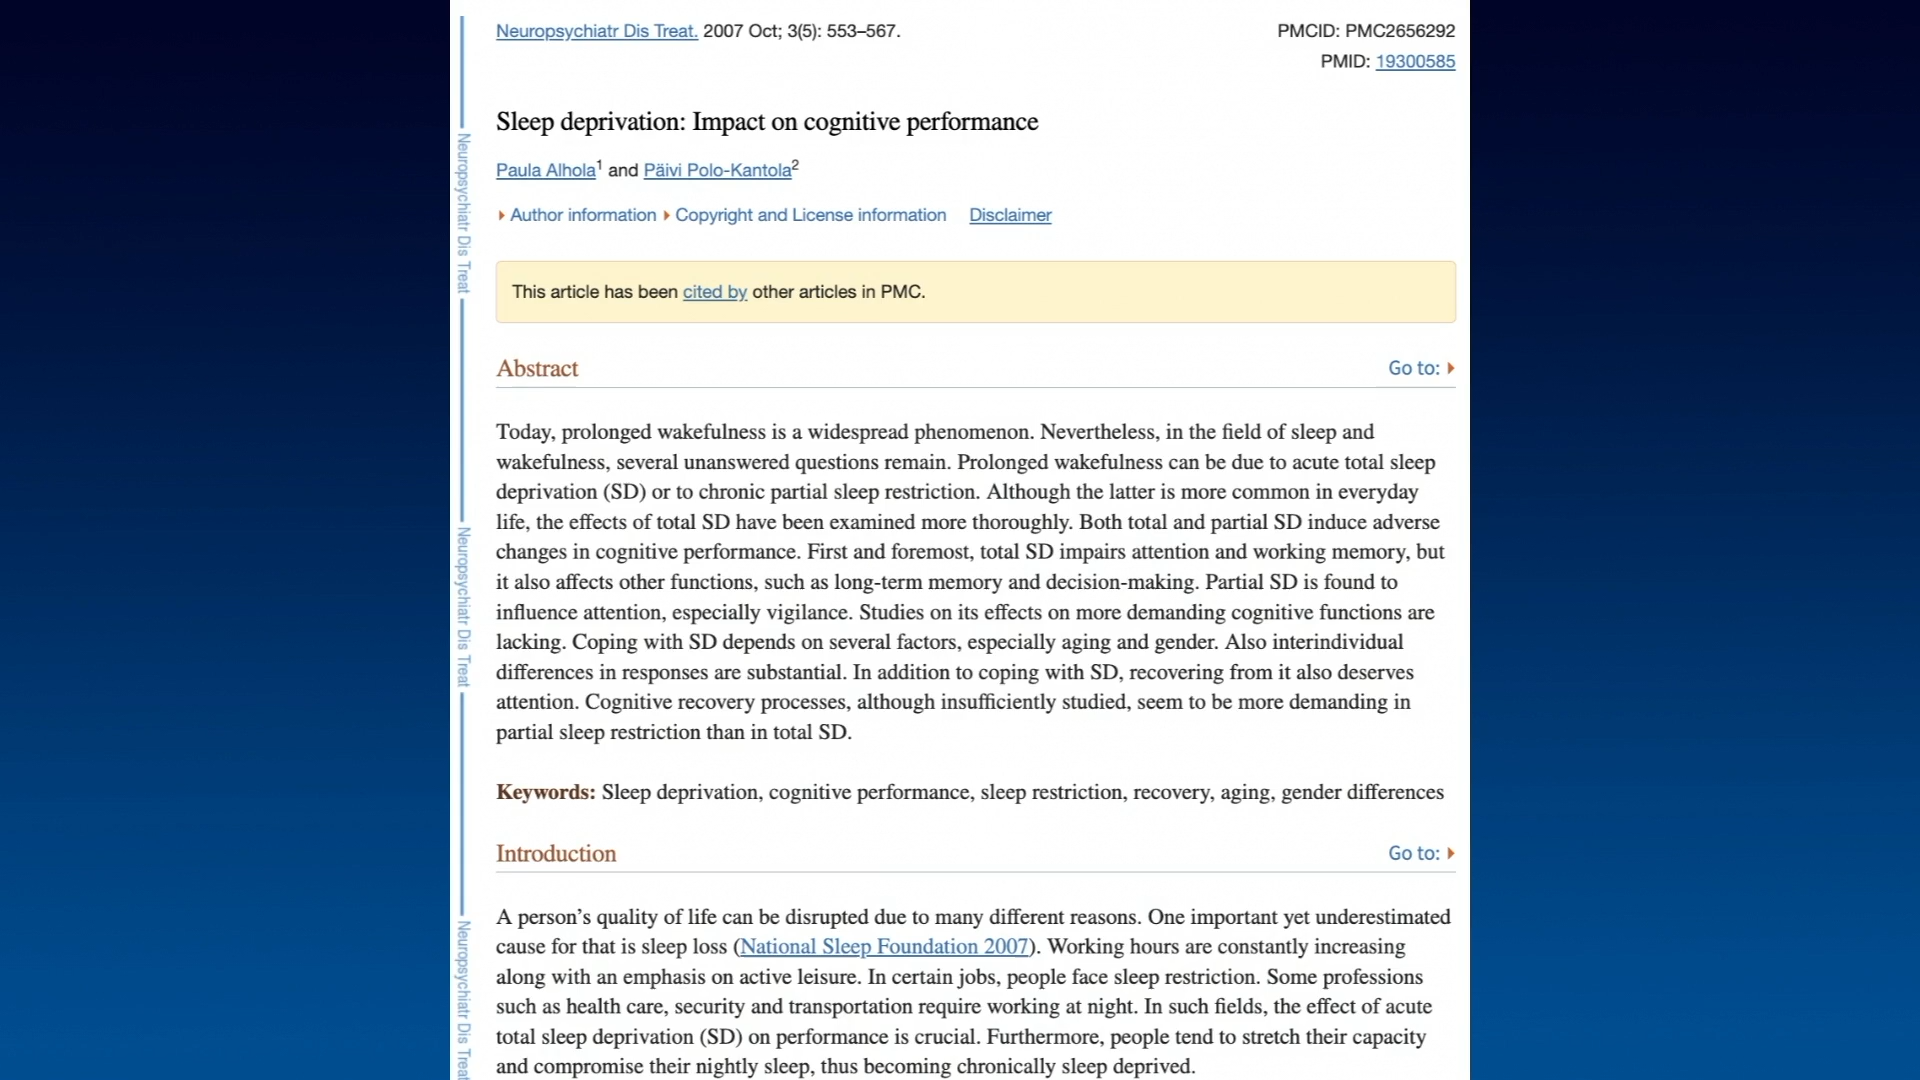 Neuropsychiatr Dis Treat. 2007 Oct; 3(5): 553–567.
PMCID: PMC2656292
PMID: 19300585
Sleep deprivation: Impact on cognitive performance
Paula Alhola1 and Päivi Polo-Kantola2
Author information Copyright and License information Disclaimer
This article has been cited by other articles in PMC.
Abstract
Go to:
Today, prolonged wakefulness is a widespread phenomenon. Nevertheless, in the field of sleep and
wakefulness, several unanswered questions remain. Prolonged wakefulness can be due to acute total sleep
deprivation (SD) or to chronic partial sleep restriction. Although the latter is more common in everyday
life, the effects of total SD have been examined more thoroughly. Both total and partial SD induce adverse
changes in cognitive performance. First and foremost, total SD impairs attention and working memory, but
it also affects other functions, such as long-term memory and decision-making. Partial SD is found to
influence attention, especially vigilance. Studies on its effects on more demanding cognitive functions are
lacking. Coping with SD depends on several factors, especially aging and gender. Also interindividual
differences in responses are substantial. In addition to coping with SD, recovering from it also deserves
attention. Cognitive recovery processes, although insufficiently studied, seem to be more demanding in
partial sleep restriction than in total SD.
Keywords: Sleep deprivation, cognitive performance, sleep restriction, recovery, aging, gender differences
Introduction
Go to:
A person’s quality of life can be disrupted due to many different reasons. One important yet underestimated
cause for that is sleep loss (National Sleep Foundation 2007). Working hours are constantly increasing
along with an emphasis on active leisure. In certain jobs, people face sleep restriction. Some professions
such as health care, security and transportation require working at night. In such fields, the effect of acute
total sleep deprivation (SD) on performance is crucial. Furthermore, people tend to stretch their capacity
and compromise their nightly sleep, thus becoming chronically sleep deprived.
Neuropsychiatr Dis Treat
Neuropsychiatr Dis Treat
Neuropsychiatr Dis Treat